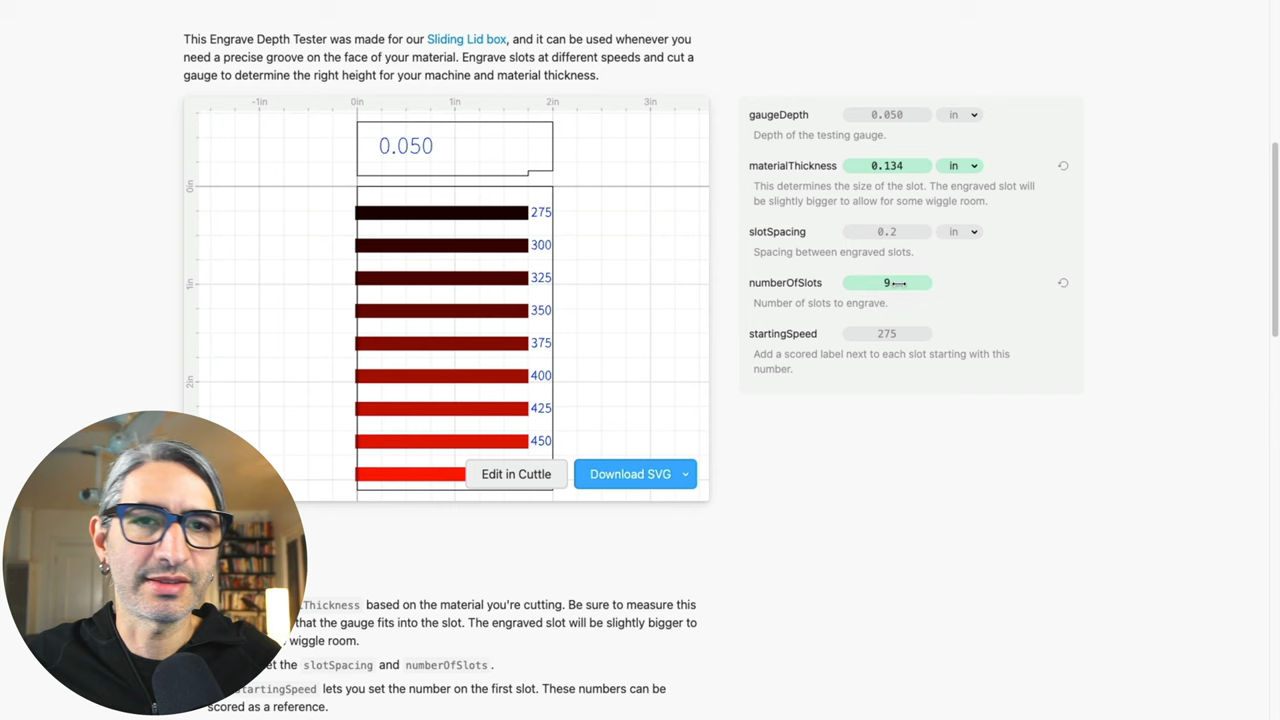 This Engrave Depth Tester was made for our Sliding Lid box, and it can be used whenever you
need a precise groove on the face of your material. Engrave slots at different speeds and cut a
gauge to determine the right height for your machine and material thickness.
-1in 0in 1in 2in 3in
0.050
0in
275
300
325
1in
350
375
400
2in
425
450
Edit in Cuttle
Download SVG
gaugeDepth 0.050 in
Depth of the testing gauge.
materialThickness 0.134 in
This determines the size of the slot. The engraved slot will
be slightly bigger to allow for some wiggle room.
slotSpacing 0.2 in
Spacing between engraved slots.
numberOfSlots 9
Number of slots to engrave.
startingSpeed 275
Add a scored label next to each slot starting with this
number.
Thickness based on the material you're cutting. Be sure to measure this
that the gauge fits into the slot. The engraved slot will be slightly bigger to
wiggle room.
the slotSpacing and numberOfSlots.
startingSpeed lets you set the number on the first slot. These numbers can be
scored as a reference.